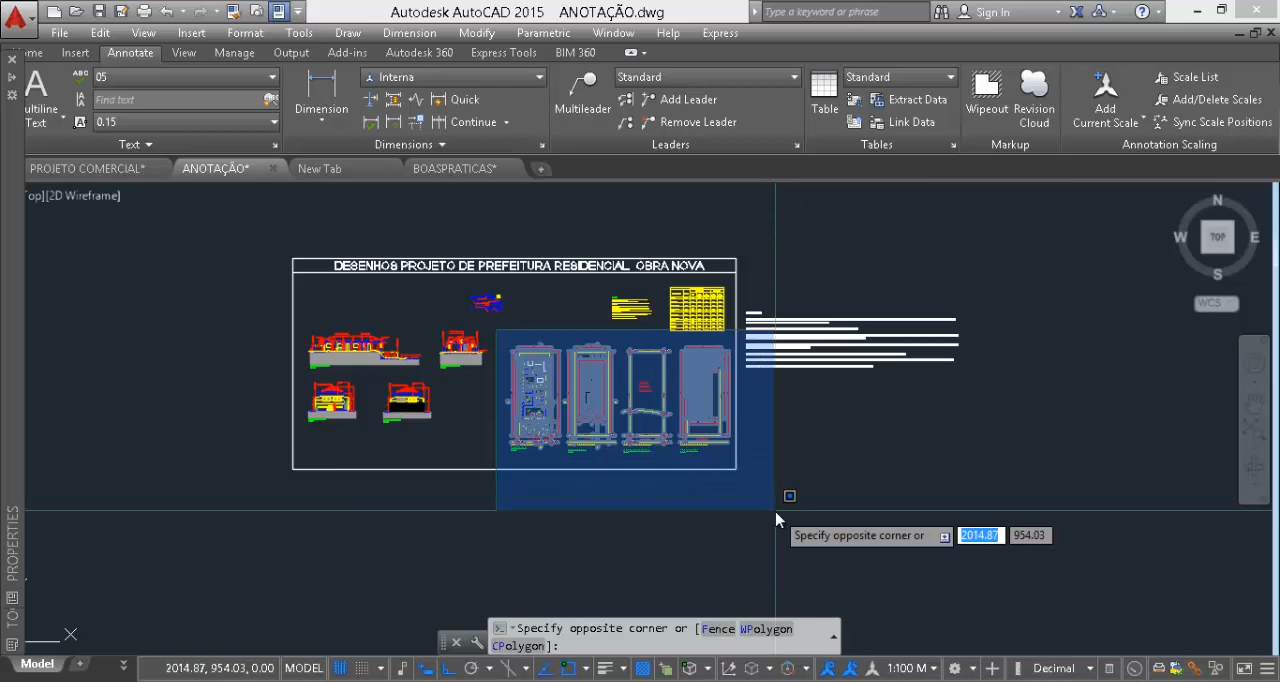 Autodesk AutoCAD 2015 ANOTAÇÃO.dwg
Type a keyword or phrase
Sign In
File Edit View Insert Format Tools Draw Dimension Modify Parametric Window Help Express
ome Insert Annotate View Manage Output Add-ins Autodesk 360 Express Tools BIM 360
A ABC 05 Interna Standard Standard Scale List
Find text Quick Add Leader Extract Data Add/Delete Scales
ultiline Text 0.15 Dimension Continue Multileader Remove Leader Table Link Data Wipeout Revision Cloud Add Current Scale Sync Scale Positions
Text Dimensions Leaders Tables Markup Annotation Scaling
PROJETO COMERCIAL* ANOTAÇÃO* New Tab BOASPRATICAS*
op][2D Wireframe]
N
W TOP E
S
WCS
DESENHOS PROJETO DE PREFEITURA RESIDENCIAL OBRA NOVA
Specify opposite corner or 2014.87 954.03
PROPERTIES
TO
Specify opposite corner or [Fence WPolygon
CPolygon]:
Model
2014.87, 954.03, 0.00 MODEL 1:100 M Decimal